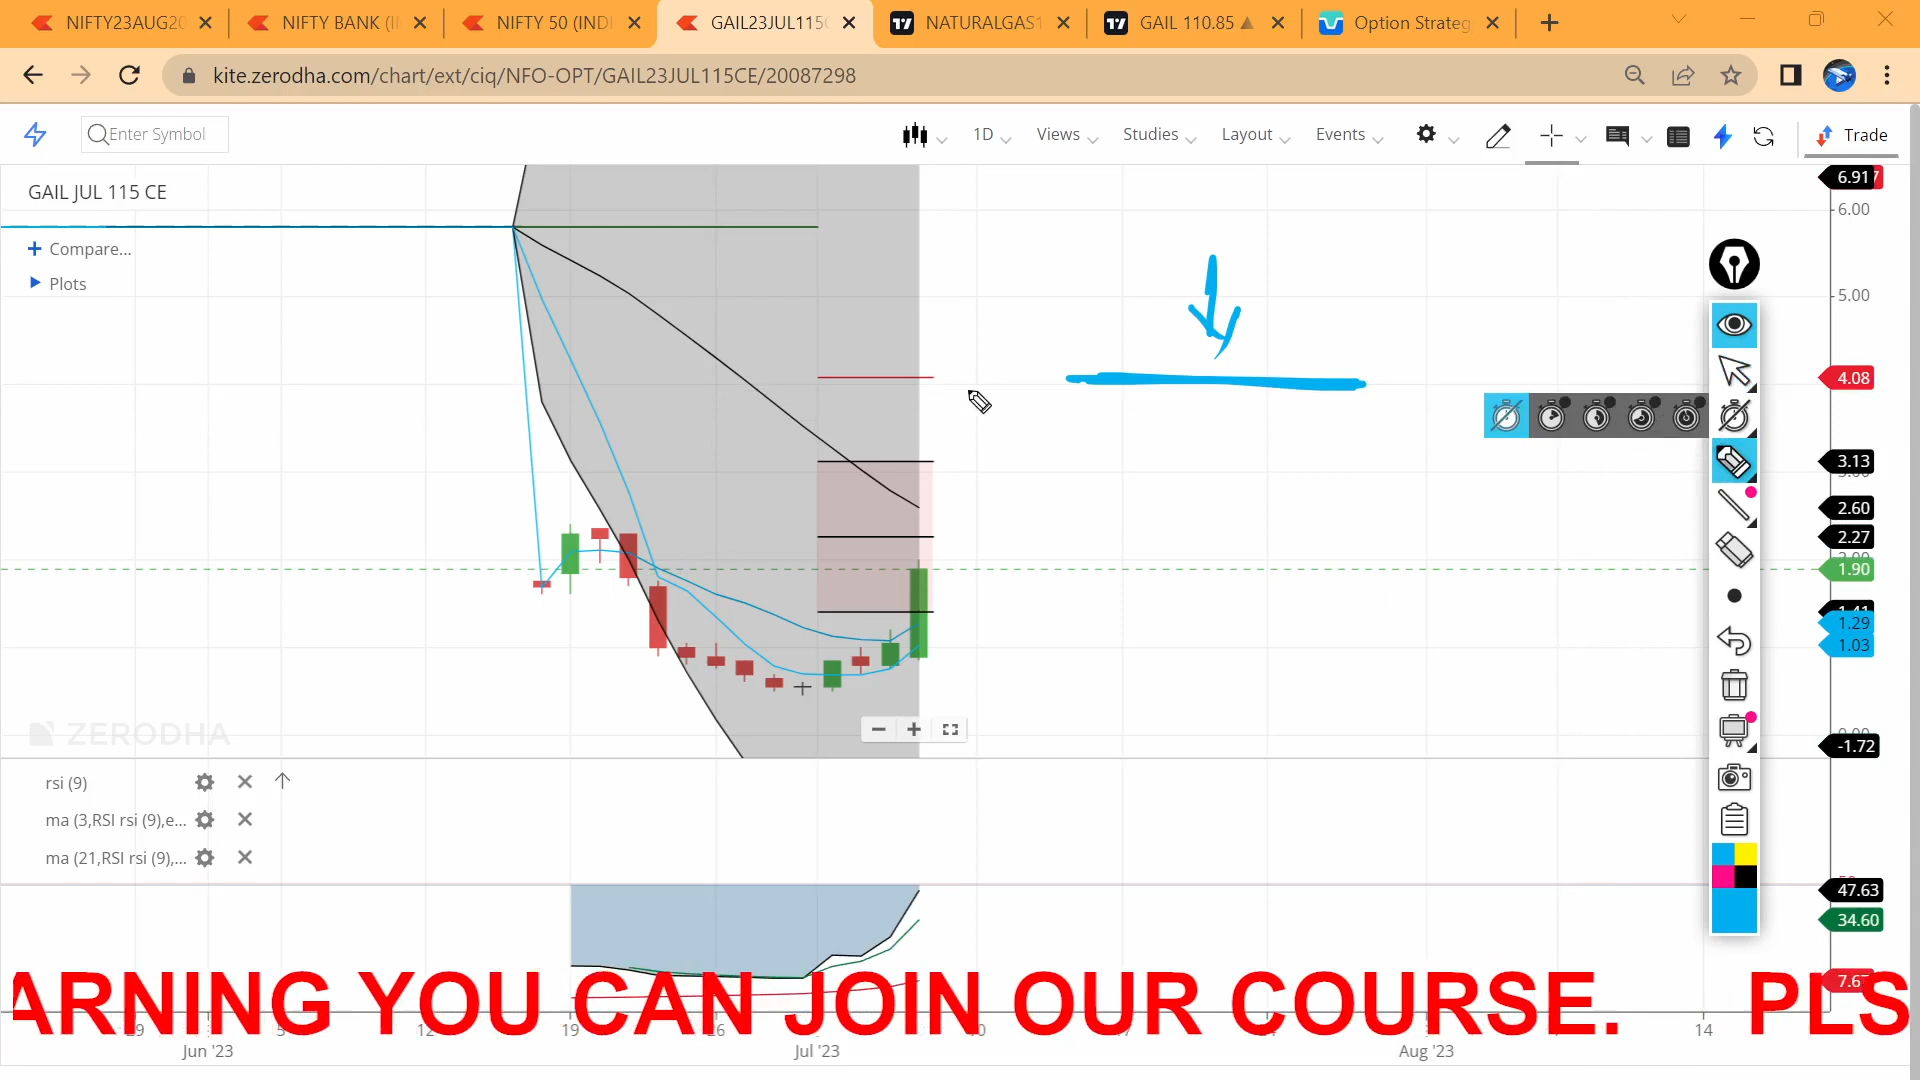 NIFTY23AUG20
NIFTY BANK (I
NIFTY 50 (INDI
GAIL23JUL115C
NATURALGAS1
GAIL 110.85
Option Strateg
kite.zerodha.com/chart/ext/ciq/NFO-OPT/GAIL23JUL115CE/20087298
Enter Symbol
1D
Views
Studies
Layout
Events
Trade
GAIL JUL 115 CE
Compare...
Plots
6.91
6.00
5.00
4.08
3.13
2.60
2.27
1.90
1.29
1.03
-1.72
ZERODHA
rsi (9)
ma (3,RSI rsi (9),e...
ma (21,RSI rsi (9),...
47.63
34.60
ARNING YOU CAN JOIN OUR COURSE. PLS
12
19
14
Jun '23
Jul '23
Aug '23